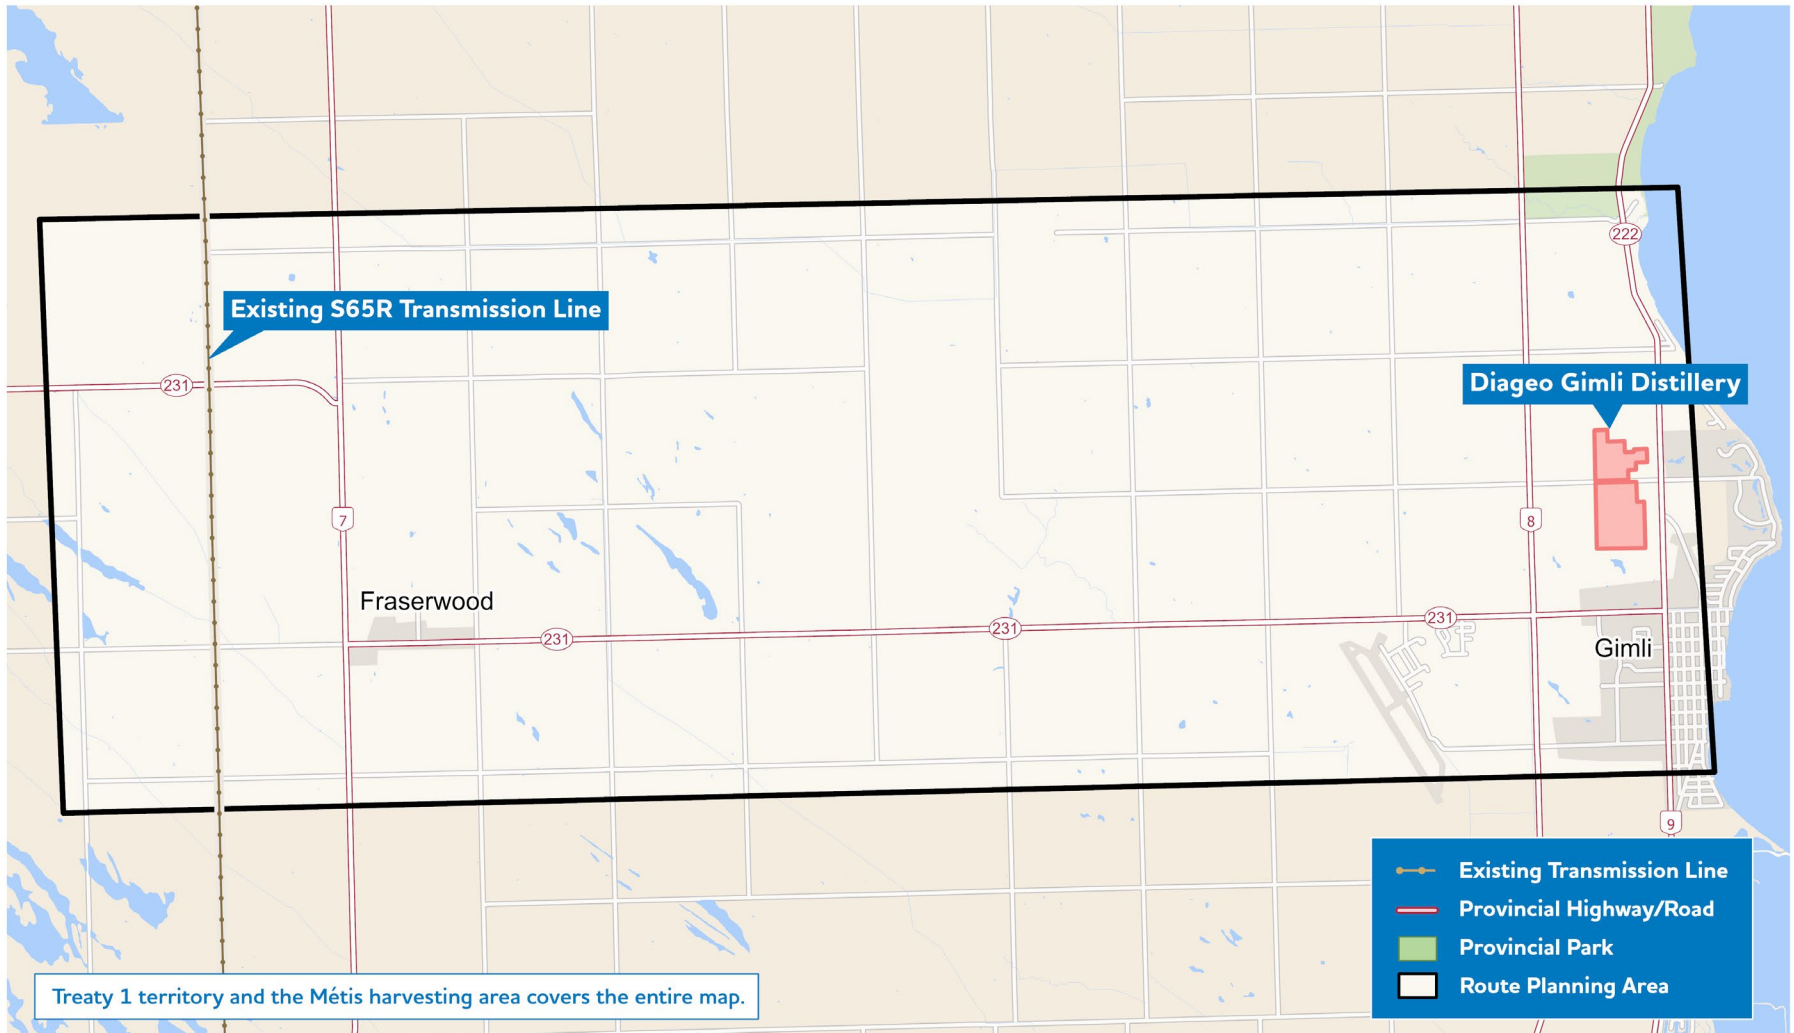 222
Existing S65R Transmission Line
Diageo Gimli Distillery
231
7
8
Fraserwood
231
231
231
Gimli
9
Existing Transmission Line
Provincial Highway/Road
Provincial Park
Route Planning Area
Treaty 1 territory and the Métis harvesting area covers the entire map.